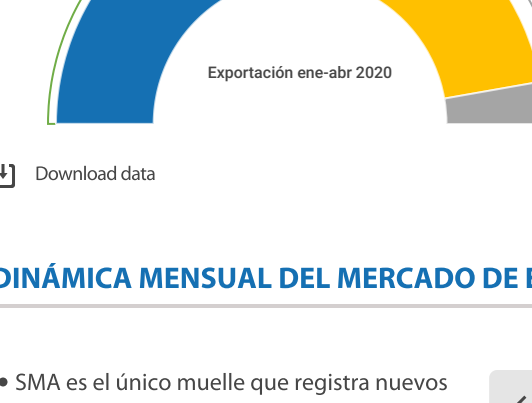 Exportación ene-abr 2020
Download data
DINÁMICA MENSUAL DEL MERCADO DE
• SMA es el único muelle que registra nuevos